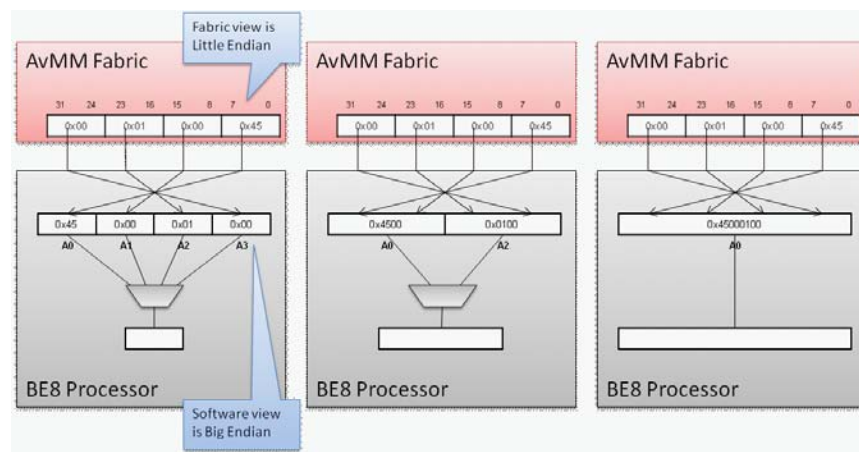 Fabric view is
Little Endian
AvMM Fabric
AvMM Fabric
AvMM Fabric
31 24 23 16 15 8 7 0
31 24 23 16 15 8 7 0
31 24 23 16 15 8 7 0
0x00 0x01 0x00 0x45
0x00 0x01 0x00 0x45
0x00 0x01 0x00 0x45
0x45 0x00 0x01 0x00
0x4500 0x0100
0x45000100
A0 A1 A2 A3
A0 A2
A0
BE8 Processor
BE8 Processor
BE8 Processor
Software view
is Big Endian